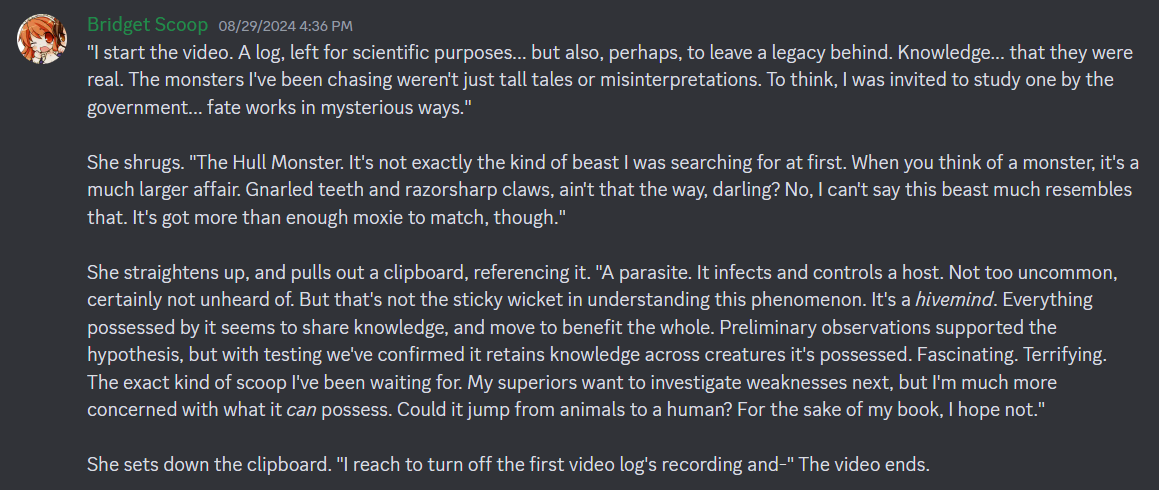 Bridget Scoop 08/29/2024 4:36 PM
"I start the video. A log, left for scientific purposes... but also, perhaps, to leave a legacy behind. Knowledge... that they were
real. The monsters I've been chasing weren't just tall tales or misinterpretations. To think, I was invited to study one by the
government... fate works in mysterious ways."
She shrugs. "The Hull Monster. It's not exactly the kind of beast I was searching for at first. When you think of a monster, it's a
much larger affair. Gnarled teeth and razorsharp claws, ain't that the way, darling? No, I can't say this beast much resembles
that. It's got more than enough moxie to match, though."
She straightens up, and pulls out a clipboard, referencing it. "A parasite. It infects and controls a host. Not too uncommon,
certainly not unheard of. But that's not the sticky wicket in understanding this phenomenon. It's a hivemind. Everything
possessed by it seems to share knowledge, and move to benefit the whole. Preliminary observations supported the
hypothesis, but with testing we've confirmed it retains knowledge across creatures it's possessed. Fascinating. Terrifying.
The exact kind of scoop I've been waiting for. My superiors want to investigate weaknesses next, but I'm much more
concerned with what it can possess. Could it jump from animals to a human? For the sake of my book, I hope not."
She sets down the clipboard. "I reach to turn off the first video log's recording and-" The video ends.